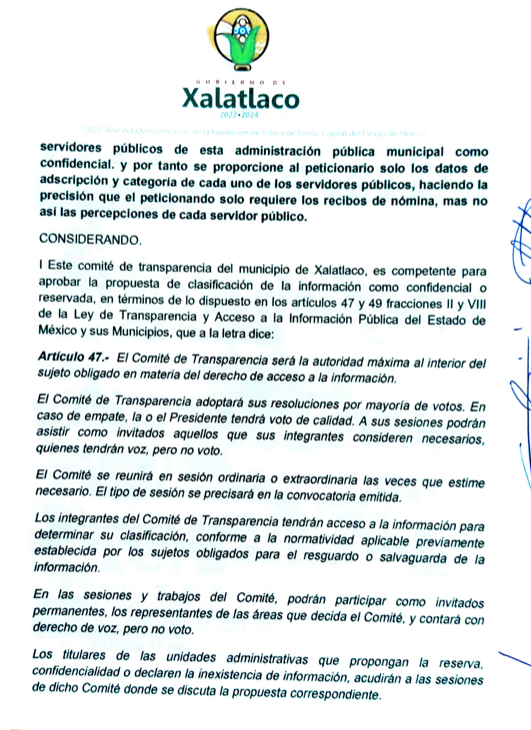 GOBIERNO DE
Xalatlaco
2022•2024
2022. Año del Quincentenario de la Fundación de Toluca de Lerdo, Capital del Estado de México
servidores públicos de esta administración pública municipal como
confidencial. y por tanto se proporcione al peticionario solo los datos de
adscripción y categoría de cada uno de los servidores públicos, haciendo la
precisión que el peticionando solo requiere los recibos de nómina, mas no
así las percepciones de cada servidor público.
CONSIDERANDO.
I Este comité de transparencia del municipio de Xalatlaco, es competente para
aprobar la propuesta de clasificación de la información como confidencial o
reservada, en términos de lo dispuesto en los artículos 47 y 49 fracciones II y VIII
de la Ley de Transparencia y Acceso a la Información Pública del Estado de
México y sus Municipios, que a la letra dice:
Artículo 47.- El Comité de Transparencia será la autoridad máxima al interior del
sujeto obligado en materia del derecho de acceso a la información.
El Comité de Transparencia adoptará sus resoluciones por mayoría de votos. En
caso de empate, la o el Presidente tendrá voto de calidad. A sus sesiones podrán
asistir como invitados aquellos que sus integrantes consideren necesarios,
quienes tendrán voz, pero no voto.
El Comité se reunirá en sesión ordinaria o extraordinaria las veces que estime
necesario. El tipo de sesión se precisará en la convocatoria emitida.
Los integrantes del Comité de Transparencia tendrán acceso a la información para
determinar su clasificación, conforme a la normatividad aplicable previamente
establecida por los sujetos obligados para el resguardo o salvaguarda de la
información.
En las sesiones y trabajos del Comité, podrán participar como invitados
permanentes, los representantes de las áreas que decida el Comité, y contará con
derecho de voz, pero no voto.
Los titulares de las unidades administrativas que propongan la reserva,
confidencialidad o declaren la inexistencia de información, acudirán a las sesiones
de dicho Comité donde se discuta la propuesta correspondiente.